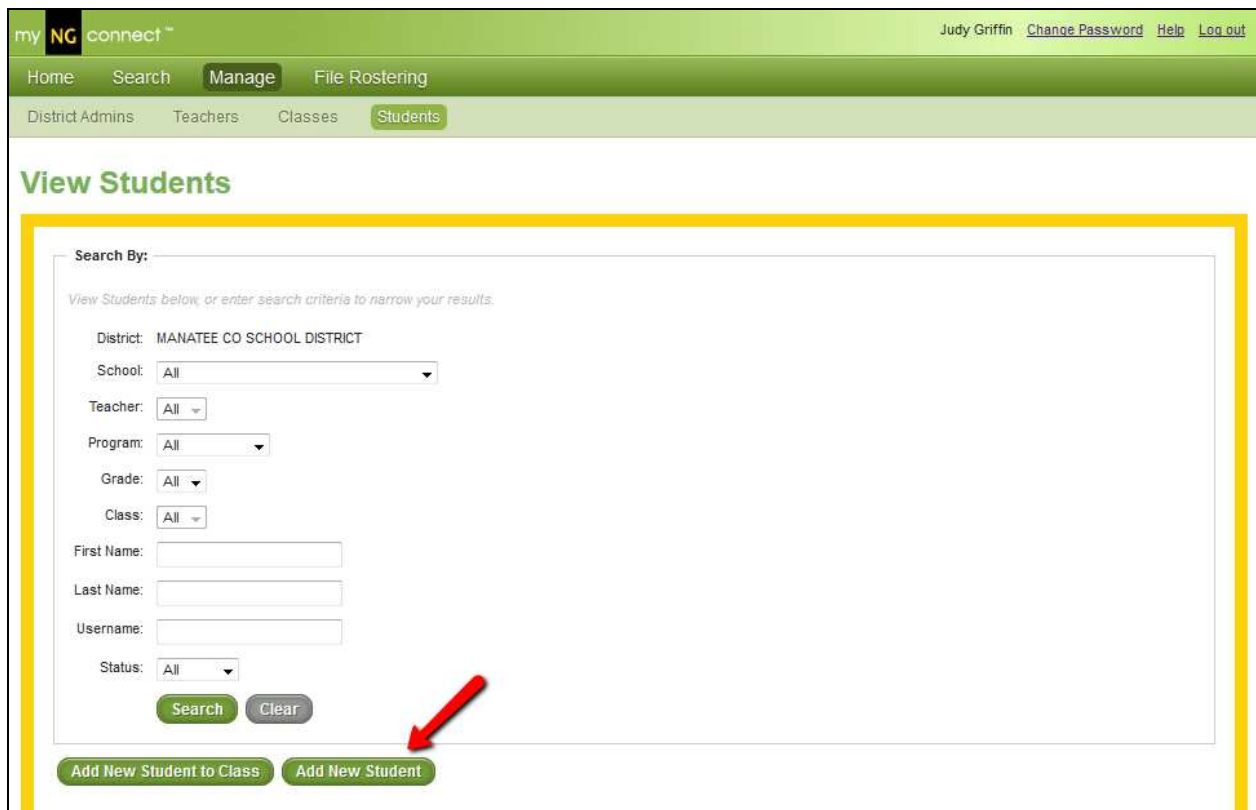 my NG connect™
Judy Griffin Change Password Help Log out
Home Search Manage File Rostering
District Admins Teachers Classes Students
View Students
Search By:
View Students below, or enter search criteria to narrow your results.
District: MANATEE CO SCHOOL DISTRICT
School: All
Teacher: All
Program: All
Grade: All
Class: All
First Name:
Last Name:
Username:
Status: All
Search Clear
Add New Student to Class Add New Student